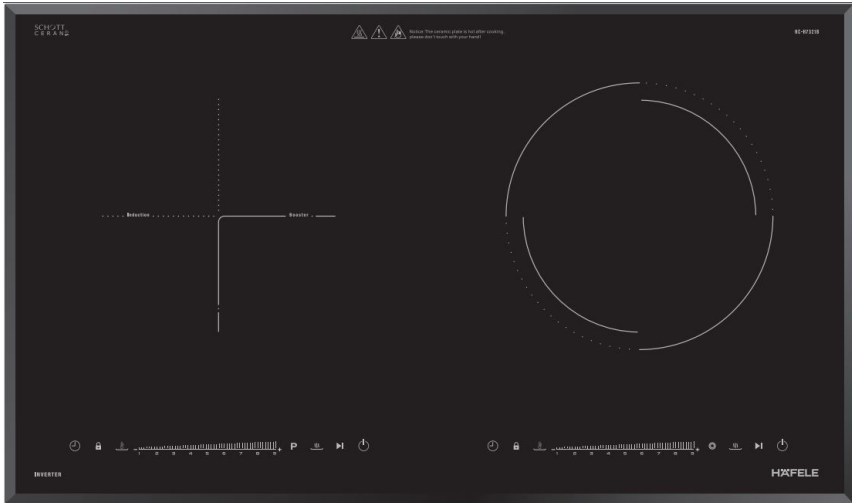 SCHOTT
CERAN
Notice: The ceramic plate is hot after cooking,
please don't touch with your hand!
HC-M732IB
Induction
Booster
1 2 3 4 5 6 7 8 9 +
P
1 2 3 4 5 6 7 8 9 +
INVERTER
HÄFELE